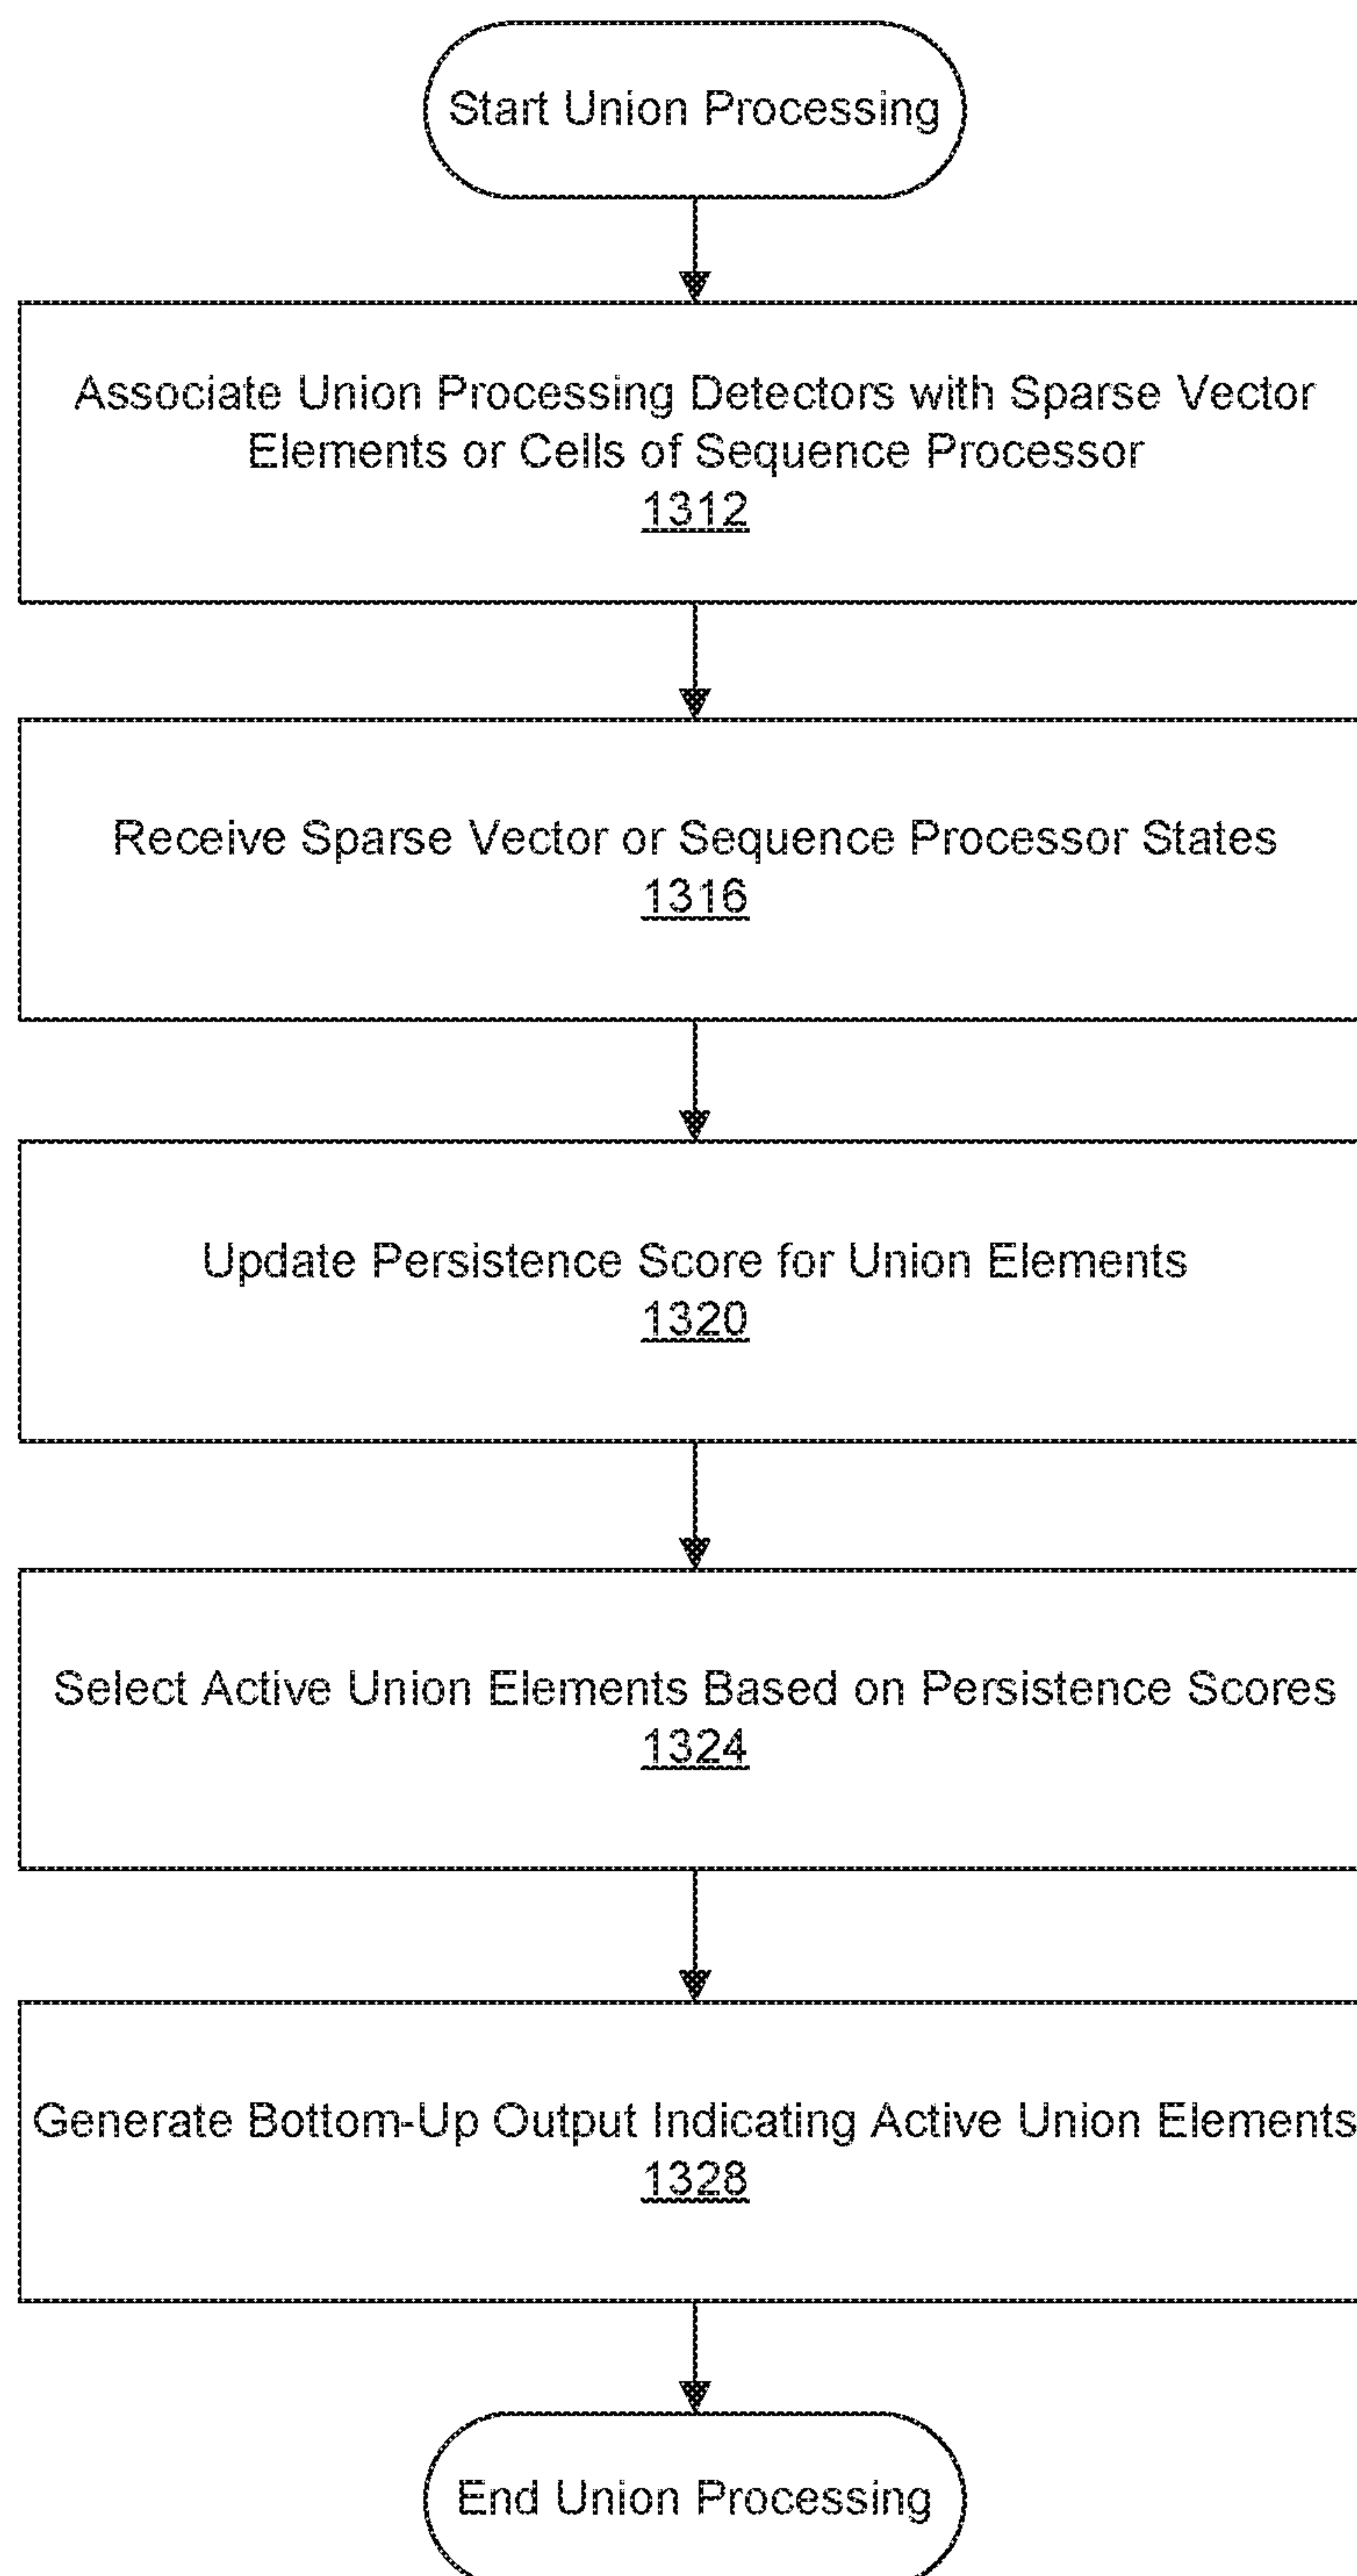 Start Union Processing
Associate Union Processing Detectors with Sparse Vector
Elements or Cells of Sequence Processor
1312
Receive Sparse Vector or Sequence Processor States
1316
Update Persistence Score for Union Elements
1320
Select Active Union Elements Based on Persistence Scores
1324
Generate Bottom-Up Output Indicating Active Union Elements
1328
End Union Processing